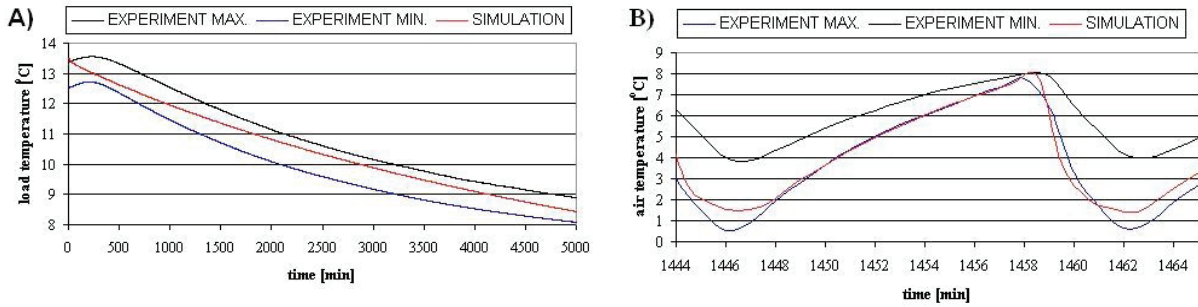 A)
EXPERIMENT MAX. EXPERIMENT MIN. SIMULATION
load temperature [°C]
14
13
12
11
10
9
8
0 500 1000 1500 2000 2500 3000 3500 4000 4500 5000
time [min]
B)
EXPERIMENT MAX. EXPERIMENT MIN. SIMULATION
air temperature [°C]
9
8
7
6
5
4
3
2
1
0
1444 1446 1448 1450 1452 1454 1456 1458 1460 1462 1464
time [min]